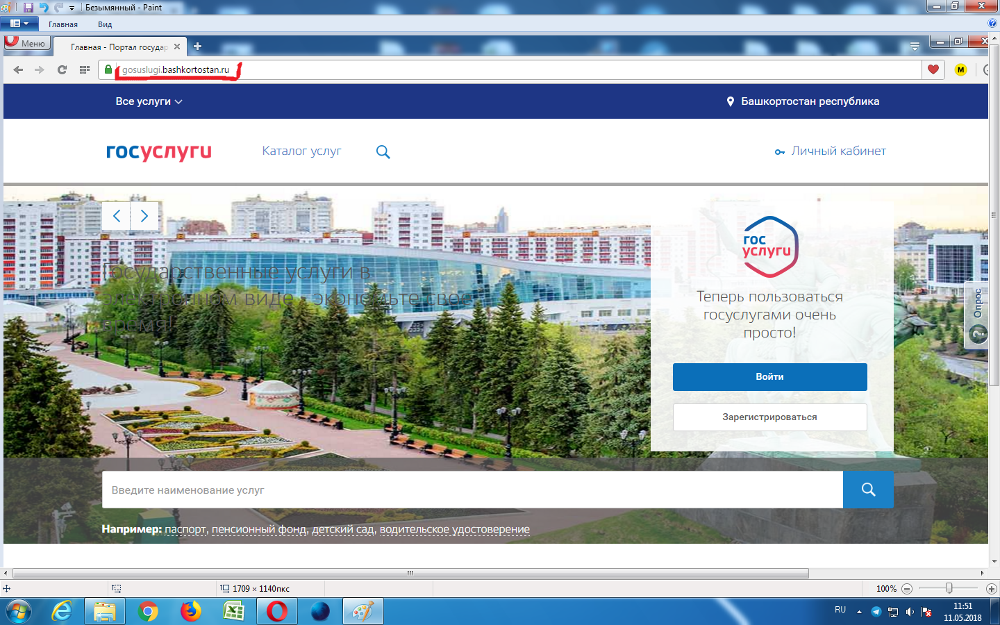 Безымянный - Paint
Главная Вид
Меню
Главная - Портал государ
gosuslugi.bashkortostan.ru
M
Все услуги
Башкортостан республика
госуслуги
Каталог услуг
Личный кабинет
Государственные услуги в
электронном виде - экономьте свое
время!
гос
услуги
Теперь пользоваться
госуслугами очень
просто!
Войти
Зарегистрироваться
Опрос
?
Введите наименование услуг
Например: паспорт, пенсионный фонд, детский сад, водительское удостоверение
1709 × 1140пкс
100%
RU
11:51
11.05.2018